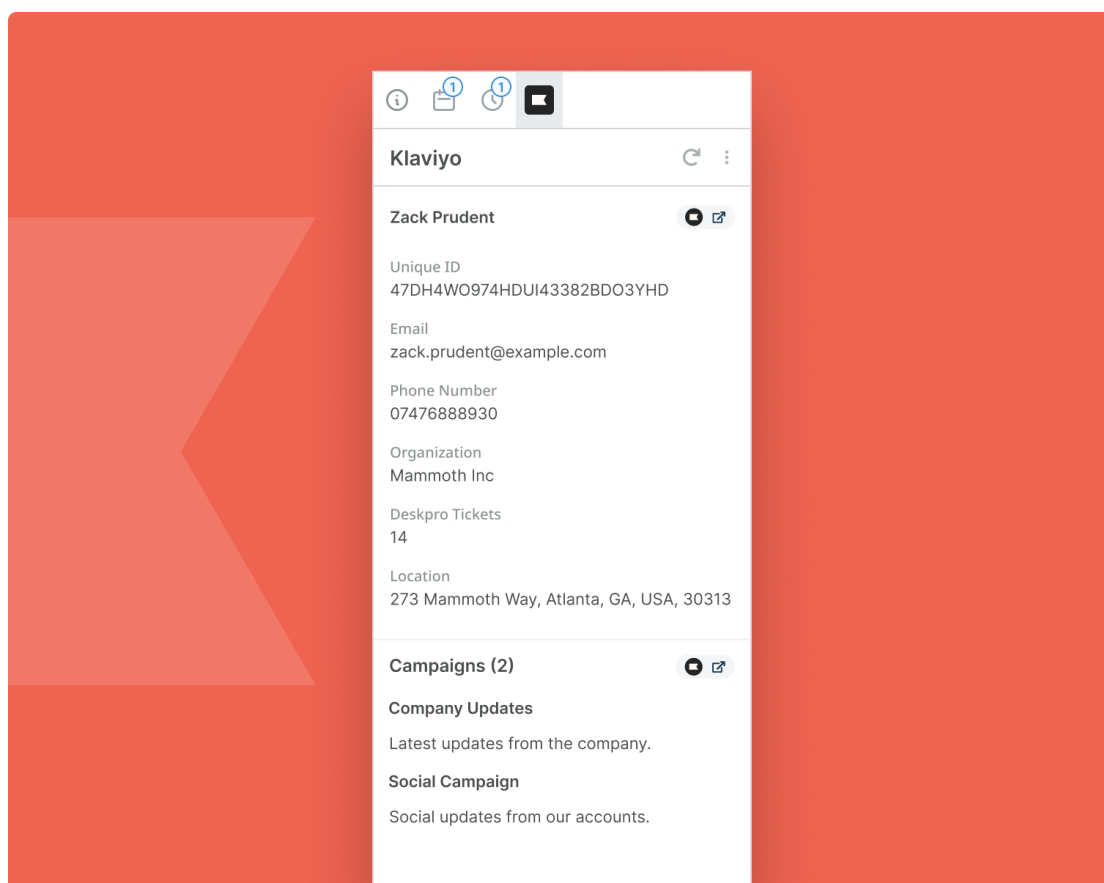 1
1
Klaviyo
Zack Prudent
Unique ID
47DH4WO974HDUI43382BDO3YHD
Email
zack.prudent@example.com
Phone Number
07476888930
Organization
Mammoth Inc
Deskpro Tickets
14
Location
273 Mammoth Way, Atlanta, GA, USA, 30313
Campaigns (2)
Company Updates
Latest updates from the company.
Social Campaign
Social updates from our accounts.